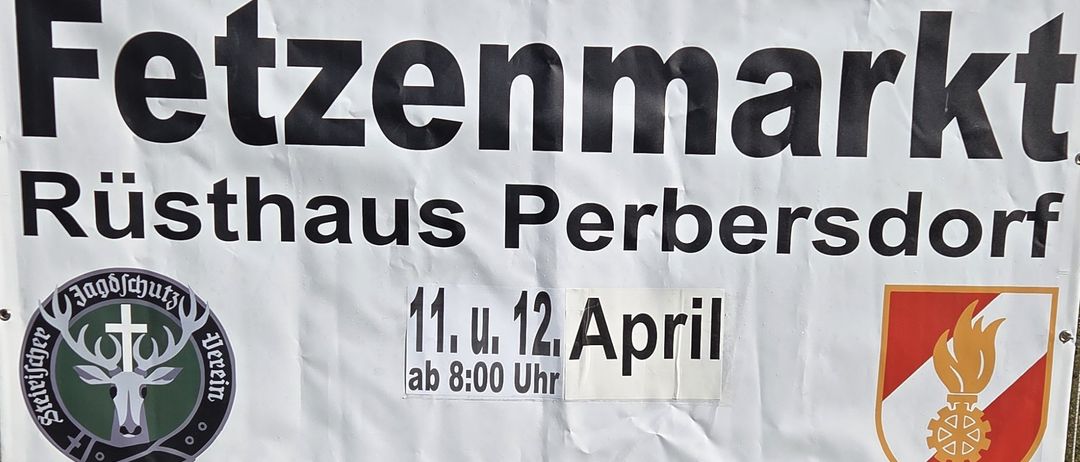 Fetzenmarkt
Rüsthaus Perbersdorf
Steirischer Jagdschutz Verein
11. u. 12. April
ab 8:00 Uhr